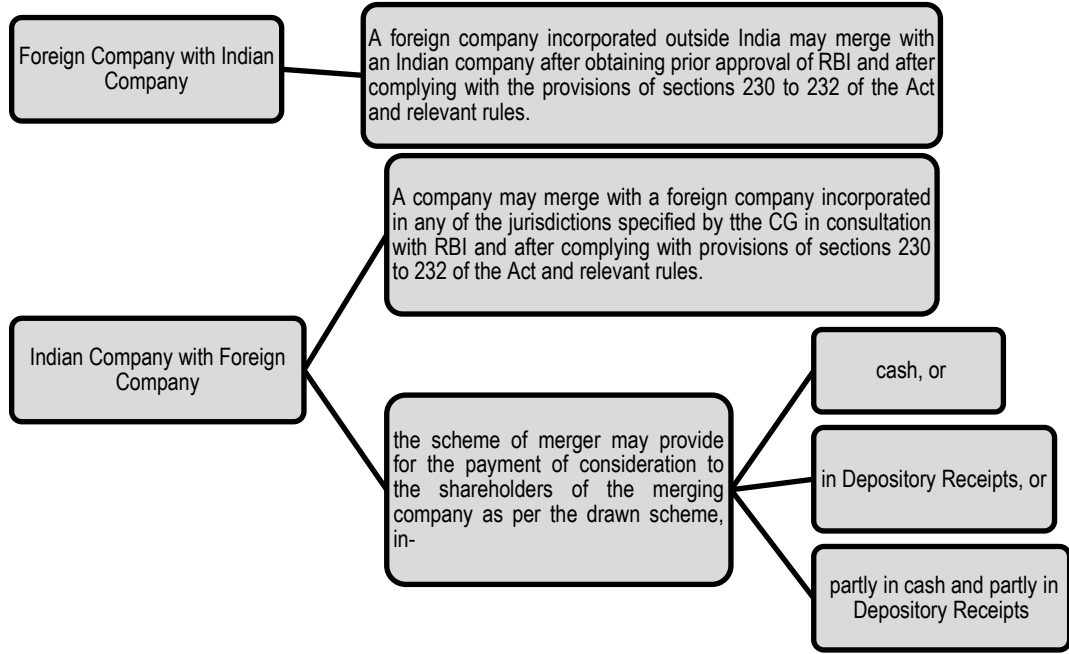 Foreign Company with Indian
Company
A foreign company incorporated outside India may merge with
an Indian company after obtaining prior approval of RBI and after
complying with the provisions of sections 230 to 232 of the Act
and relevant rules.
Indian Company with Foreign
Company
A company may merge with a foreign company incorporated
in any of the jurisdictions specified by tthe CG in consultation
with RBI and after complying with provisions of sections 230
to 232 of the Act and relevant rules.
the scheme of merger may provide
for the payment of consideration to
the shareholders of the merging
company as per the drawn scheme,
in-
cash, or
in Depository Receipts, or
partly in cash and partly in
Depository Receipts